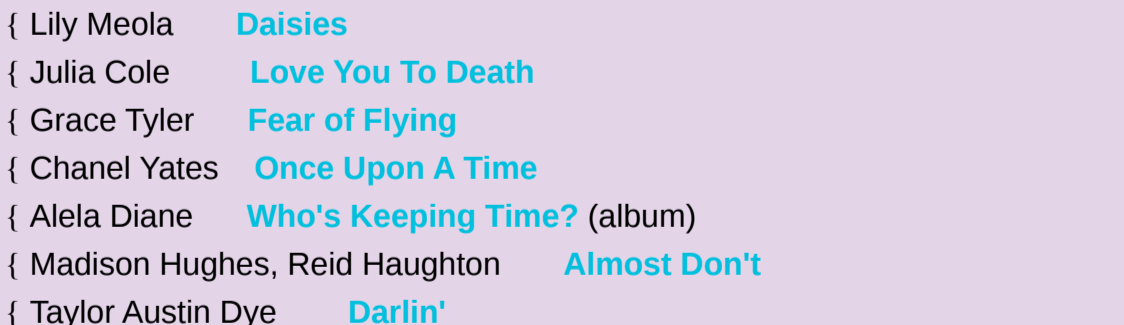 { Lily Meola Daisies
{ Julia Cole Love You To Death
{ Grace Tyler Fear of Flying
{ Chanel Yates Once Upon A Time
{ Alela Diane Who's Keeping Time? (album)
{ Madison Hughes, Reid Haughton Almost Don't
{ Taylor Austin Dye Darlin'